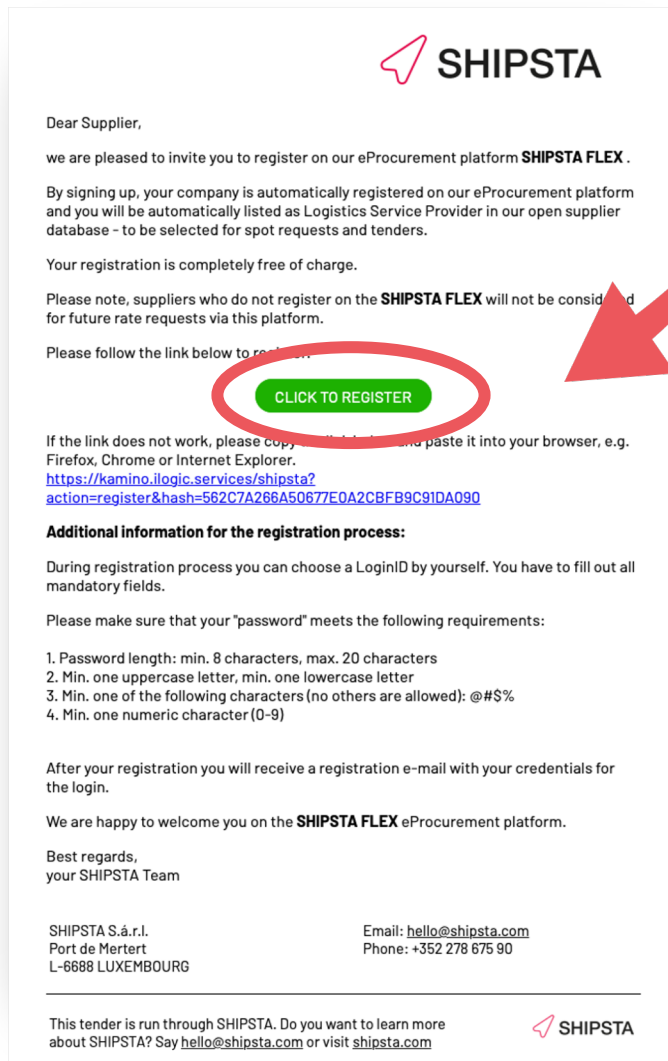 SHIPSTA
Dear Supplier,
we are pleased to invite you to register on our eProcurement platform SHIPSTA FLEX .
By signing up, your company is automatically registered on our eProcurement platform
and you will be automatically listed as Logistics Service Provider in our open supplier
database - to be selected for spot requests and tenders.
Your registration is completely free of charge.
Please note, suppliers who do not register on the SHIPSTA FLEX will not be considered
for future rate requests via this platform.
Please follow the link below to register.
CLICK TO REGISTER
If the link does not work, please copy and paste it into your browser, e.g.
Firefox, Chrome or Internet Explorer.
https://kamino.ilogic.services/shipsta?
action=register&hash=562C7A266A50677E0A2CBFB9C91DA090
Additional information for the registration process:
During registration process you can choose a LoginID by yourself. You have to fill out all
mandatory fields.
Please make sure that your "password" meets the following requirements:
1. Password length: min. 8 characters, max. 20 characters
2. Min. one uppercase letter, min. one lowercase letter
3. Min. one of the following characters (no others are allowed): @#$%
4. Min. one numeric character (0-9)
After your registration you will receive a registration e-mail with your credentials for
the login.
We are happy to welcome you on the SHIPSTA FLEX eProcurement platform.
Best regards,
your SHIPSTA Team
SHIPSTA S.á.r.l.
Port de Mertert
L-6688 LUXEMBOURG
Email: hello@shipsta.com
Phone: +352 278 675 90
This tender is run through SHIPSTA. Do you want to learn more
about SHIPSTA? Say hello@shipsta.com or visit shipsta.com
SHIPSTA